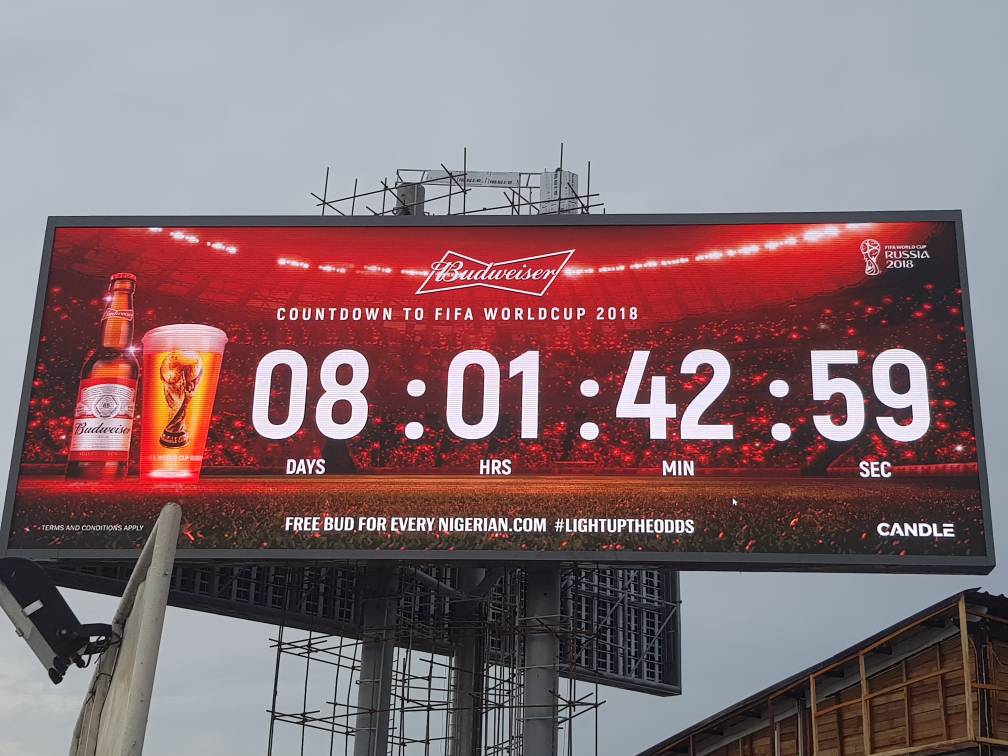 Budweiser
FIFA WORLD CUP
RUSSIA
2018
COUNTDOWN TO FIFA WORLDCUP 2018
08 : 01 : 42 : 59
DAYS HRS MIN SEC
Budweiser
*TERMS AND CONDITIONS APPLY
FREE BUD FOR EVERY NIGERIAN.COM #LIGHTUPTHEODDS
CANDLE